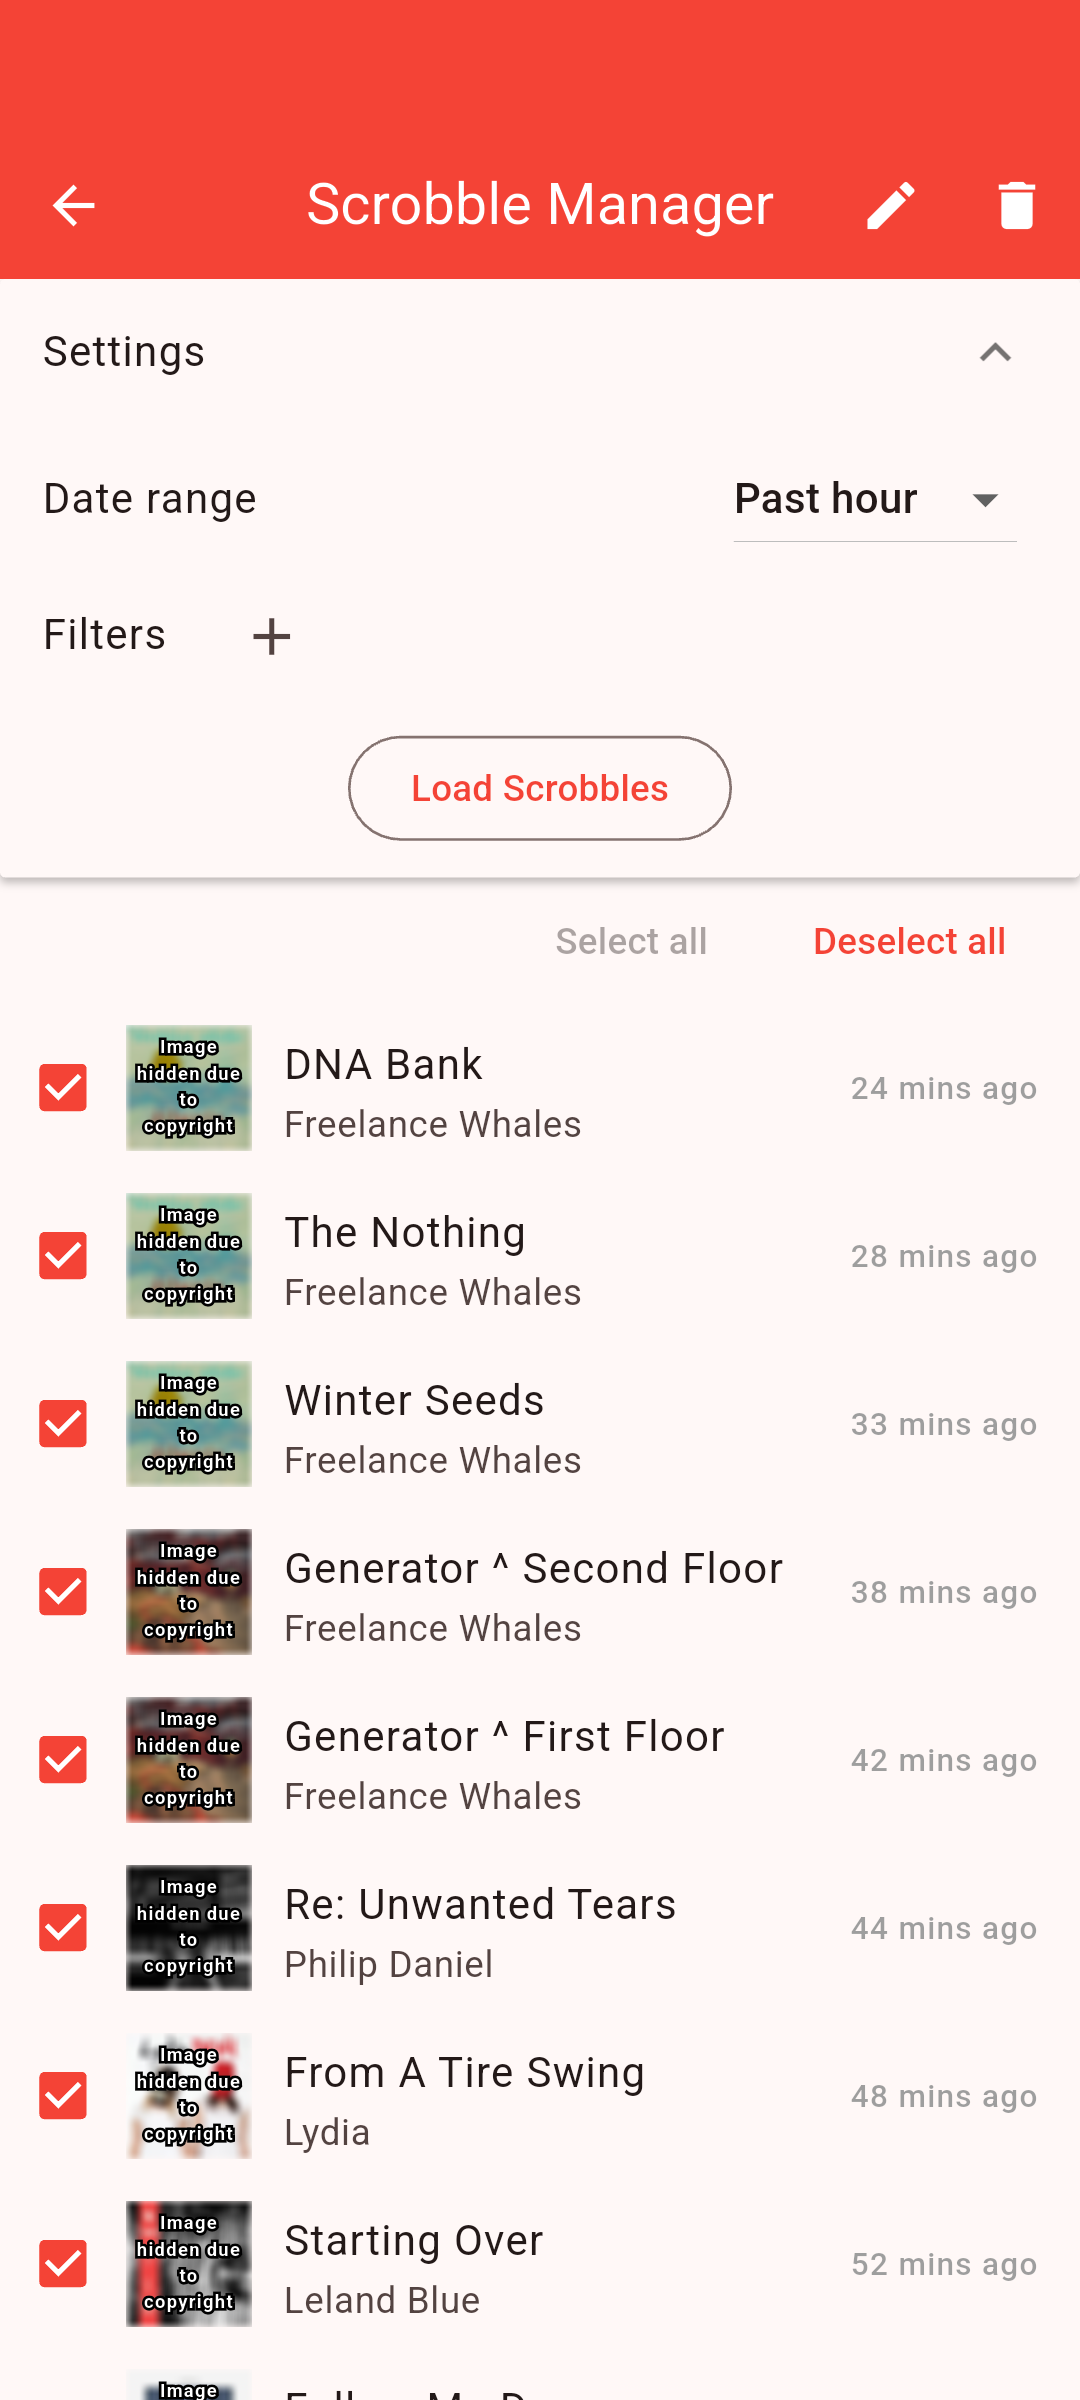 Scrobble Manager
Settings
Date range
Past hour
Filters
Load Scrobbles
Select all
Deselect all
Image
hidden due
to
copyright
DNA Bank
Freelance Whales
24 mins ago
Image
hidden due
to
copyright
The Nothing
Freelance Whales
28 mins ago
Image
hidden due
to
copyright
Winter Seeds
Freelance Whales
33 mins ago
Image
hidden due
to
copyright
Generator ^ Second Floor
Freelance Whales
38 mins ago
Image
hidden due
to
copyright
Generator ^ First Floor
Freelance Whales
42 mins ago
Image
hidden due
to
copyright
Re: Unwanted Tears
Philip Daniel
44 mins ago
Image
hidden due
to
copyright
From A Tire Swing
Lydia
48 mins ago
Image
hidden due
to
copyright
Starting Over
Leland Blue
52 mins ago
Image